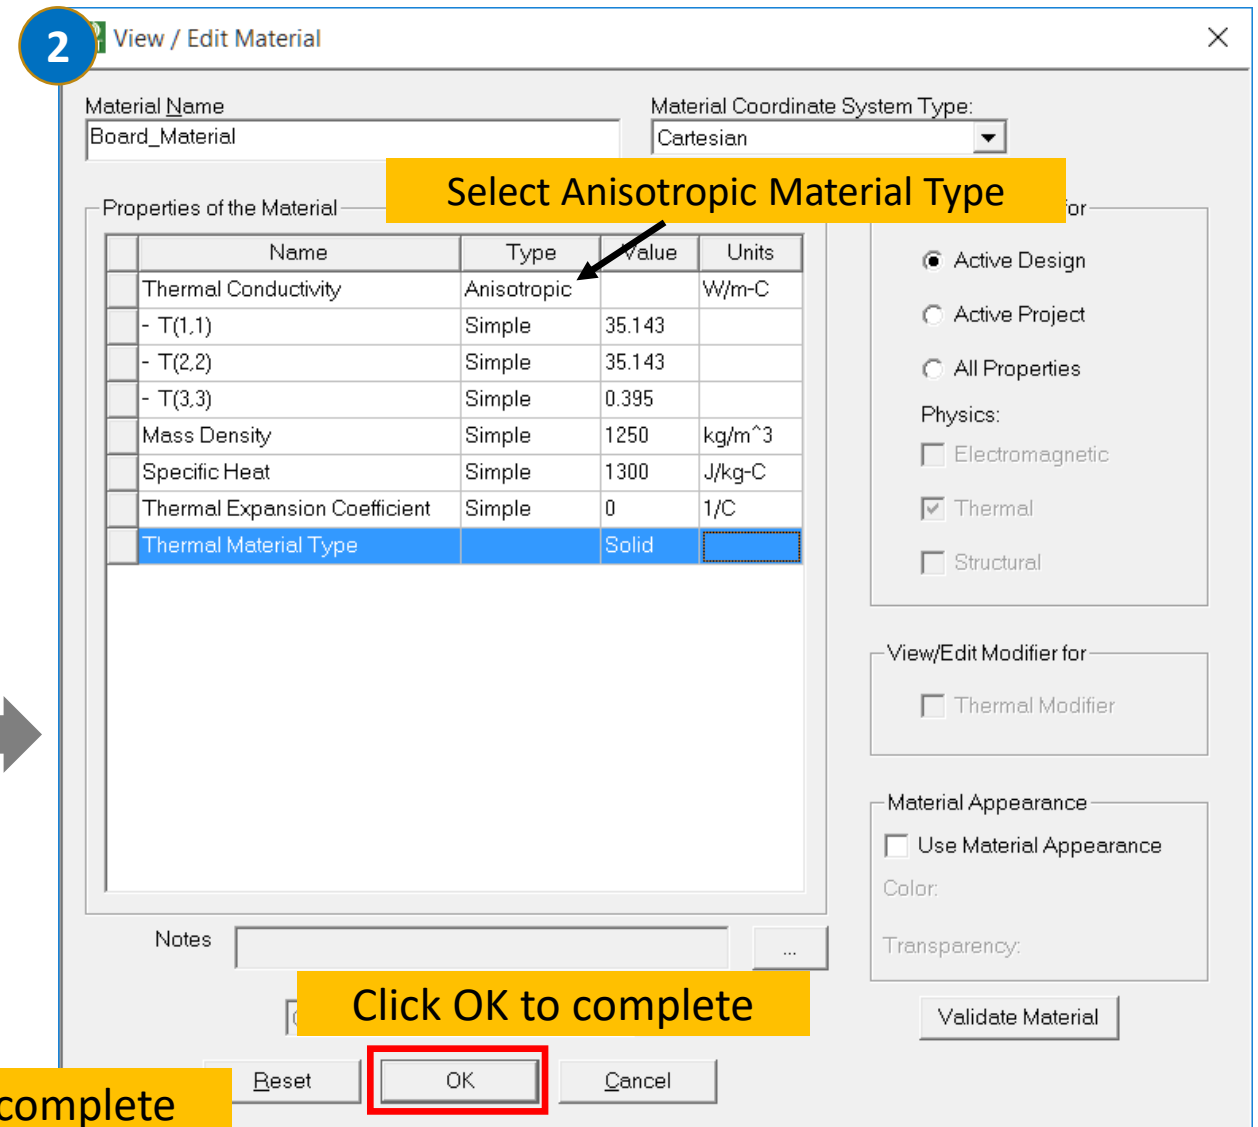 2
View / Edit Material
Material Name
Material Coordinate System Type:
Board_Material
Cartesian
Select Anisotropic Material Type
Properties of the Material
Name Type Value Units
Thermal Conductivity Anisotropic W/m-C
- T(1,1) Simple 35.143
- T(2,2) Simple 35.143
- T(3,3) Simple 0.395
Mass Density Simple 1250 kg/m^3
Specific Heat Simple 1300 J/kg-C
Thermal Expansion Coefficient Simple 0 1/C
Thermal Material Type Solid
Active Design
Active Project
All Properties
Physics:
Electromagnetic
Thermal
Structural
View/Edit Modifier for
Thermal Modifier
Material Appearance
Use Material Appearance
Color:
Transparency:
Notes
...
Click OK to complete
Validate Material
Reset
OK
Cancel
complete